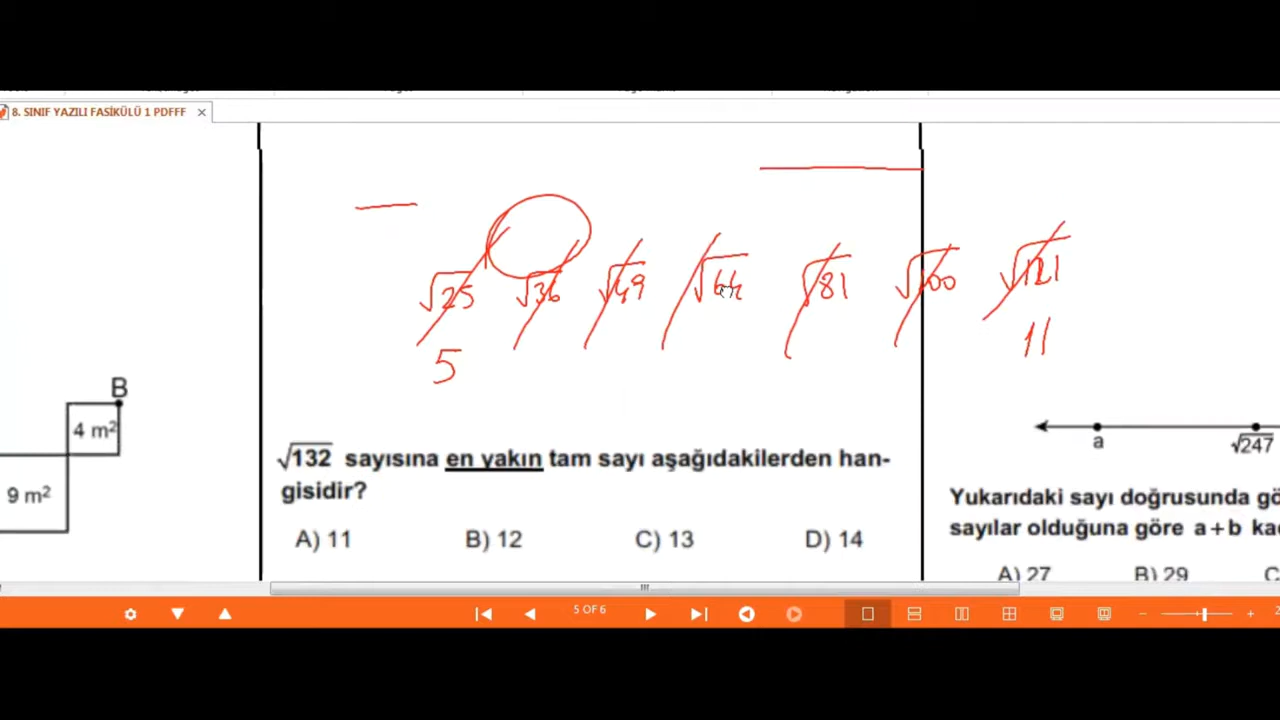 8. SINIF YAZILI FASİKÜLÜ 1 PDFFF
√25 √36 √49 √64 √81 √100 √121
5 11
B
4 m²
9 m²
√132 sayısına en yakın tam sayı aşağıdakilerden han-
gisidir?
A) 11 B) 12 C) 13 D) 14
a √247
Yukarıdaki sayı doğrusunda
sayılar olduğuna göre a+b
A) 27 B) 29
5 OF 6